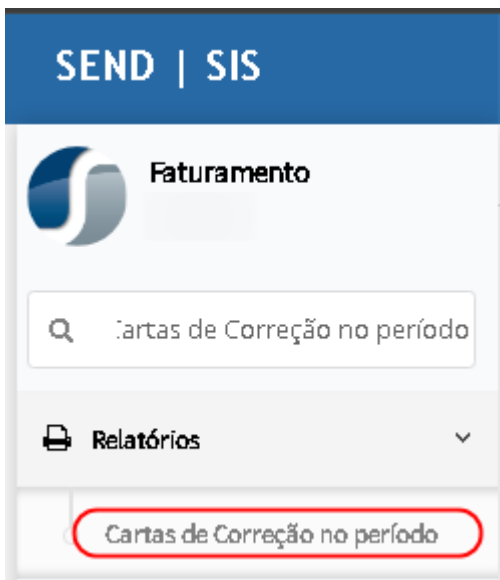 SEND | SIS
Faturamento
Cartas de Correção no período
Relatórios
Cartas de Correção no período